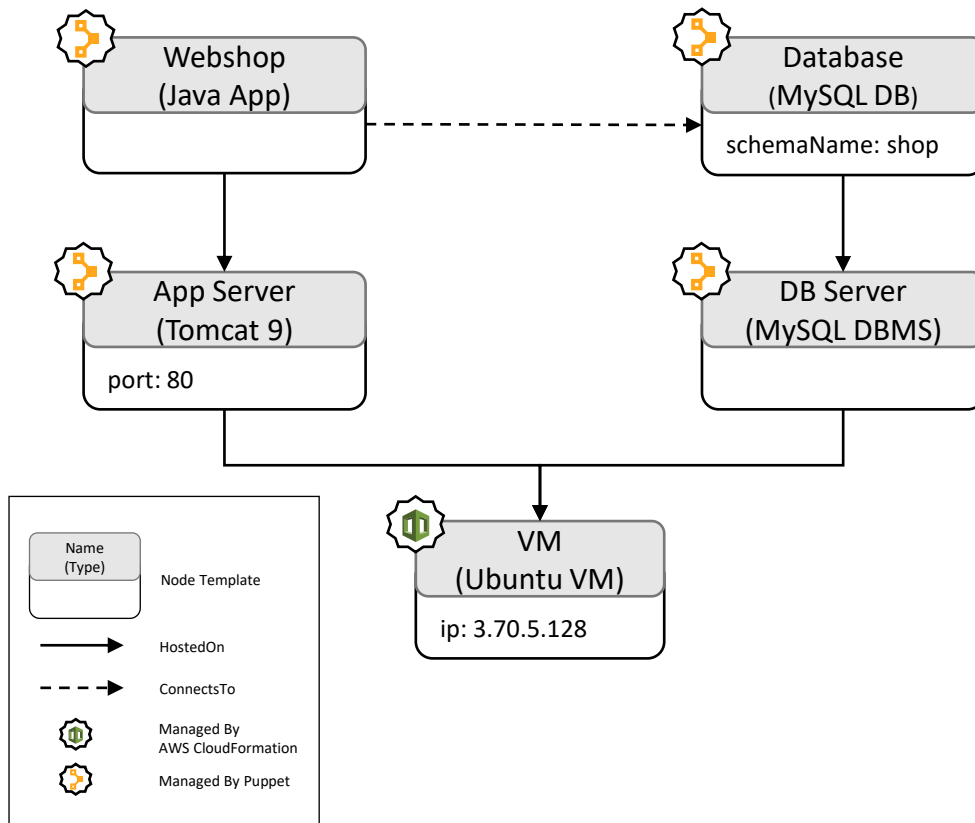 Webshop
(Java App)
Database
(MySQL DB)
schemaName: shop
App Server
(Tomcat 9)
port: 80
DB Server
(MySQL DBMS)
VM
(Ubuntu VM)
ip: 3.70.5.128
Name
(Type)
Node Template
HostedOn
ConnectsTo
Managed By
AWS CloudFormation
Managed By Puppet